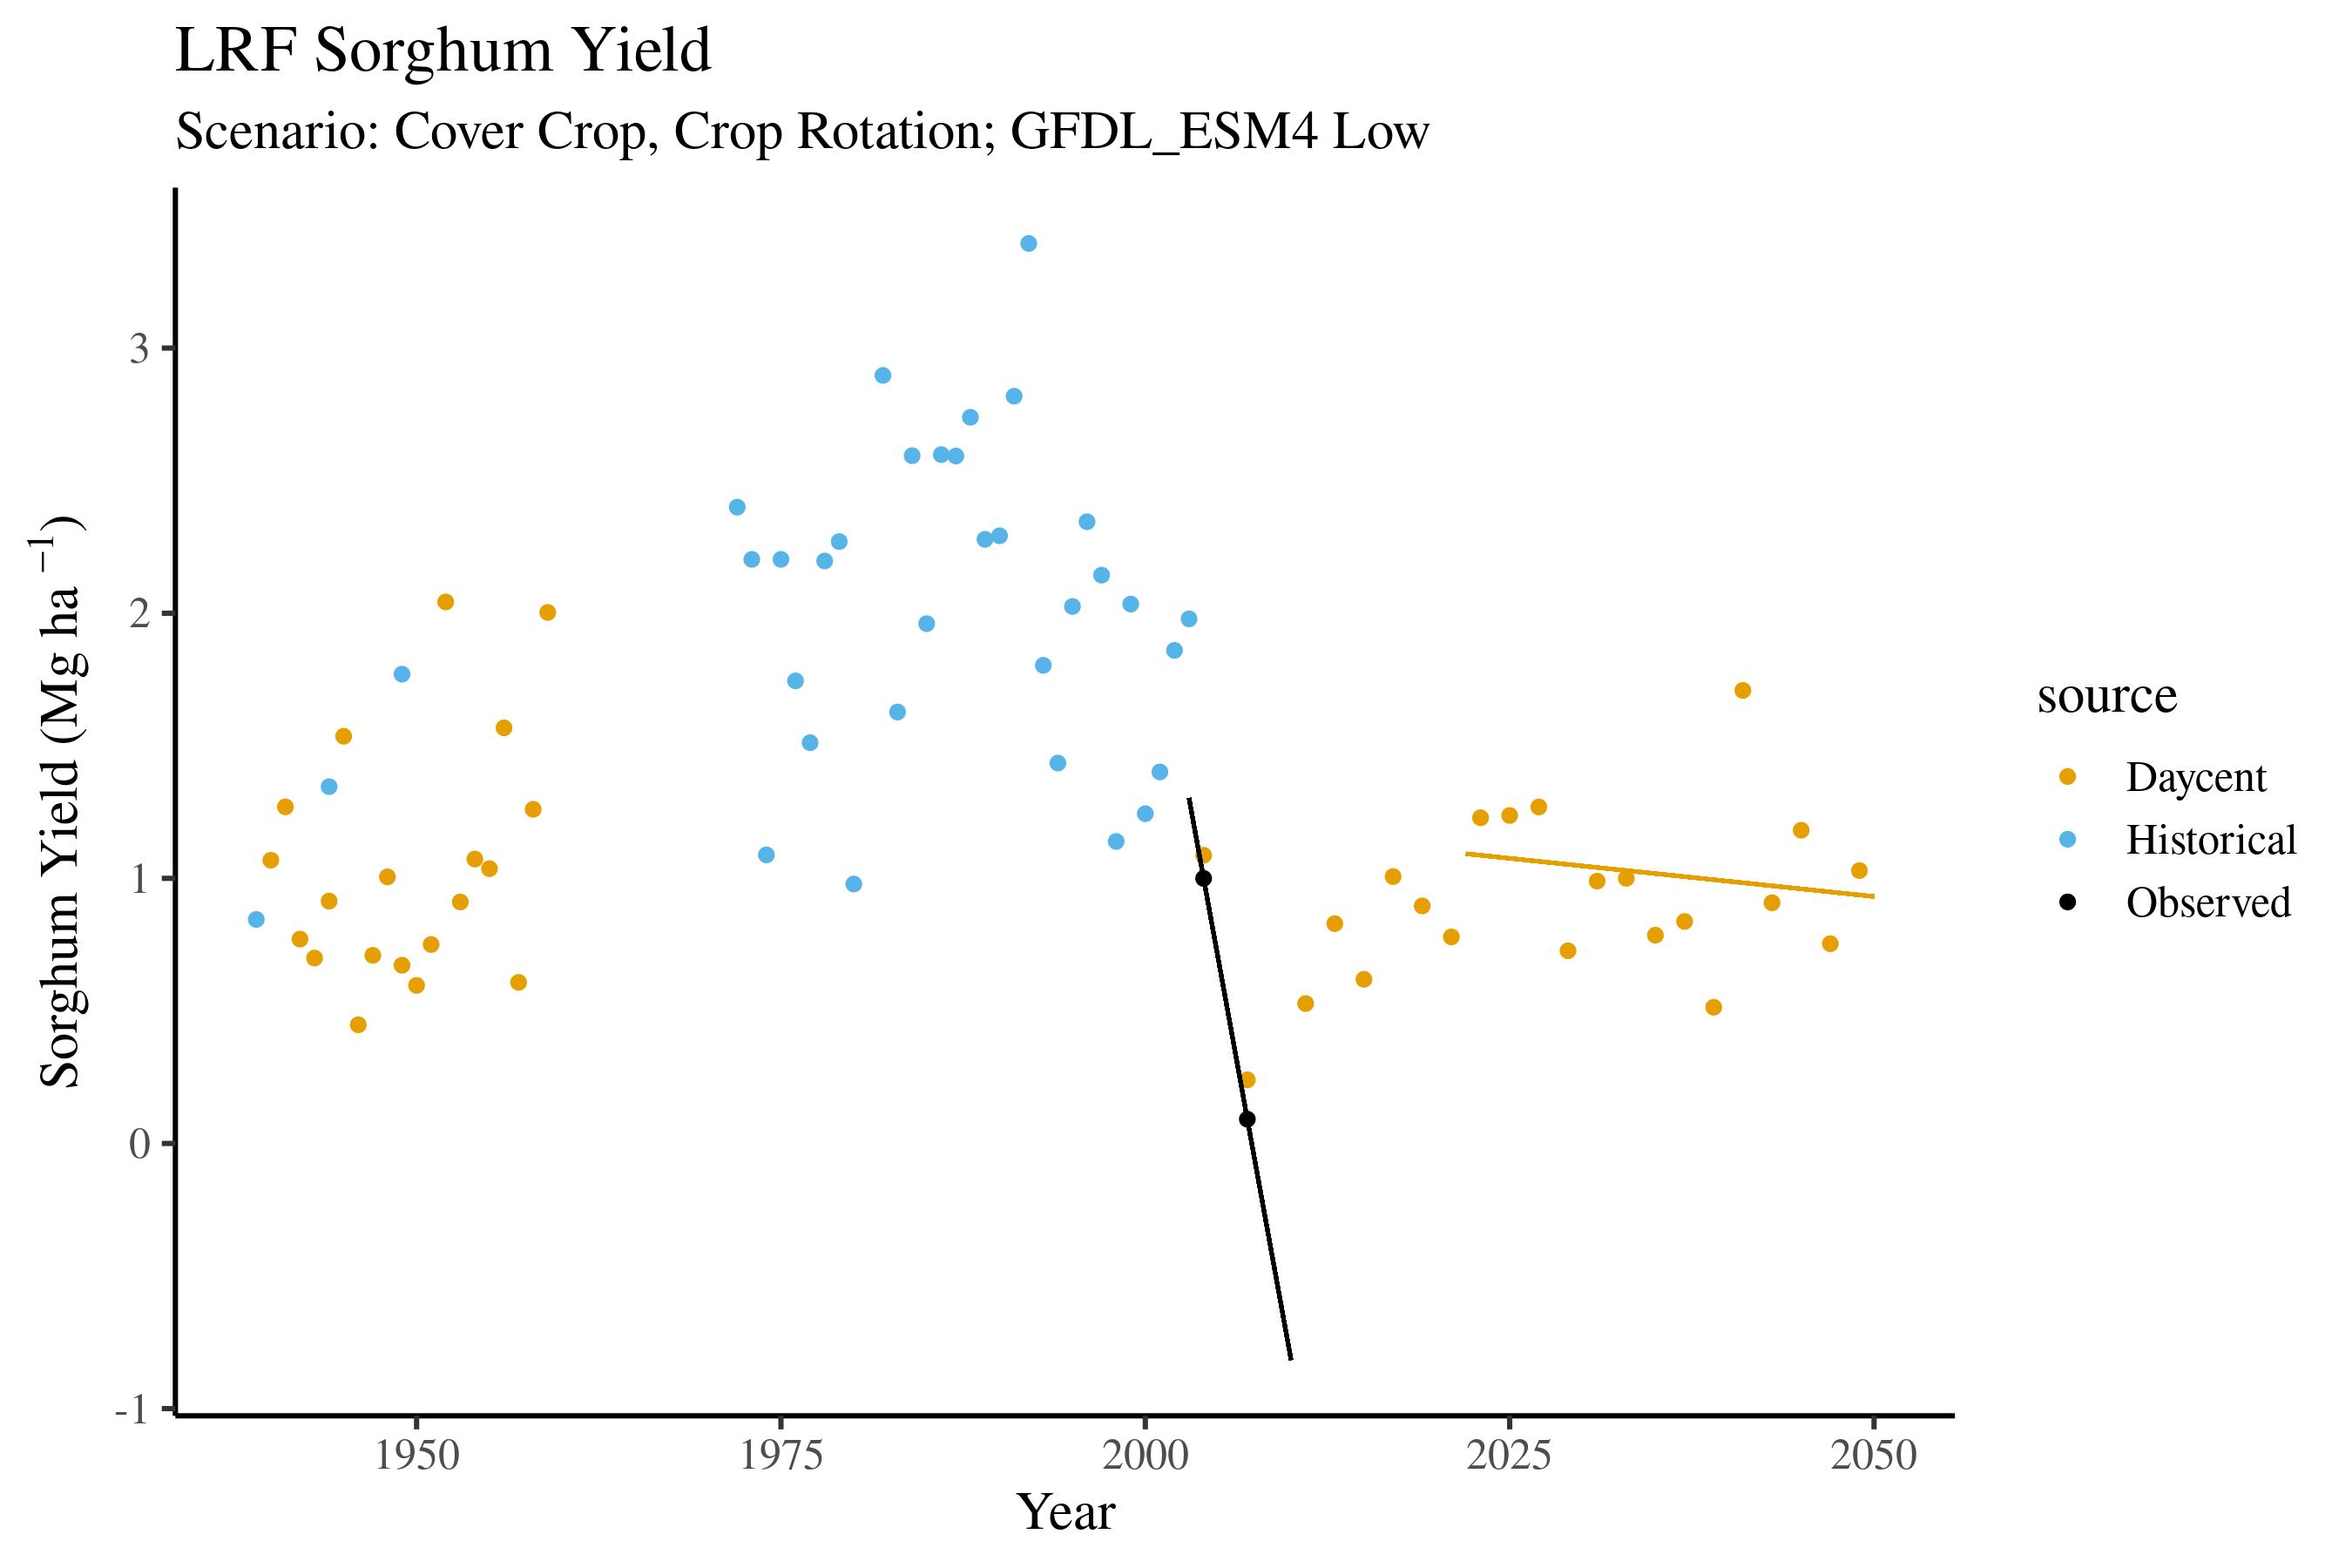 LRF Sorghum Yield
Scenario: Cover Crop, Crop Rotation; GFDL_ESM4 Low
Sorghum Yield (Mg ha −1)
3
2
1
0
-1
1950 1975 2000 2025 2050
Year
source
Daycent
Historical
Observed